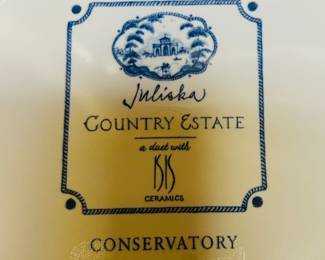 Juliska
COUNTRY ESTATE
a duet with
ISIS
CERAMICS
CONSERVATORY